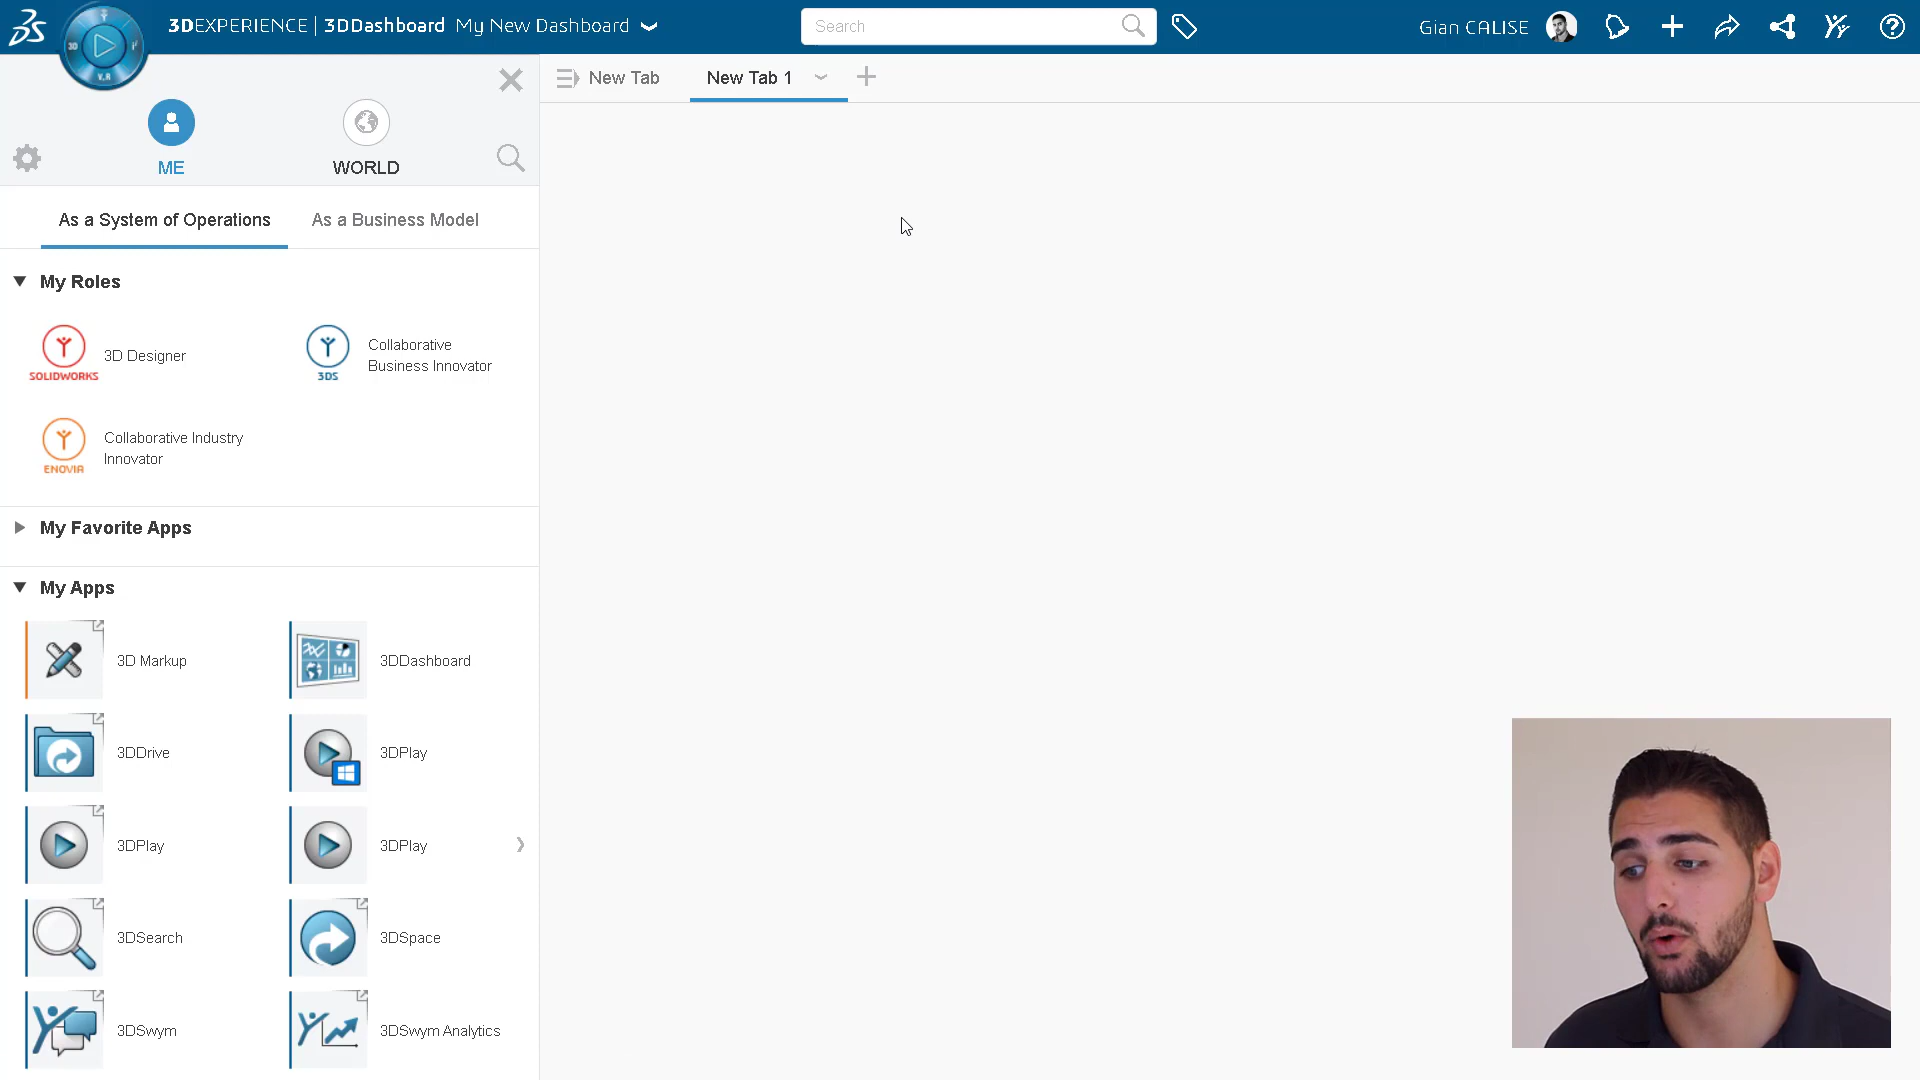 3DEXPERIENCE | 3DDashboard My New Dashboard
Search
Gian CALISE
3D
V.R
New Tab
New Tab 1
ME
WORLD
As a System of Operations
As a Business Model
My Roles
SOLIDWORKS
3D Designer
3DS
Collaborative
Business Innovator
ENOVIA
Collaborative Industry
Innovator
My Favorite Apps
My Apps
3D Markup
3DDashboard
3DDrive
3DPlay
3DPlay
3DPlay
3DSearch
3DSpace
3DSwym
3DSwym Analytics